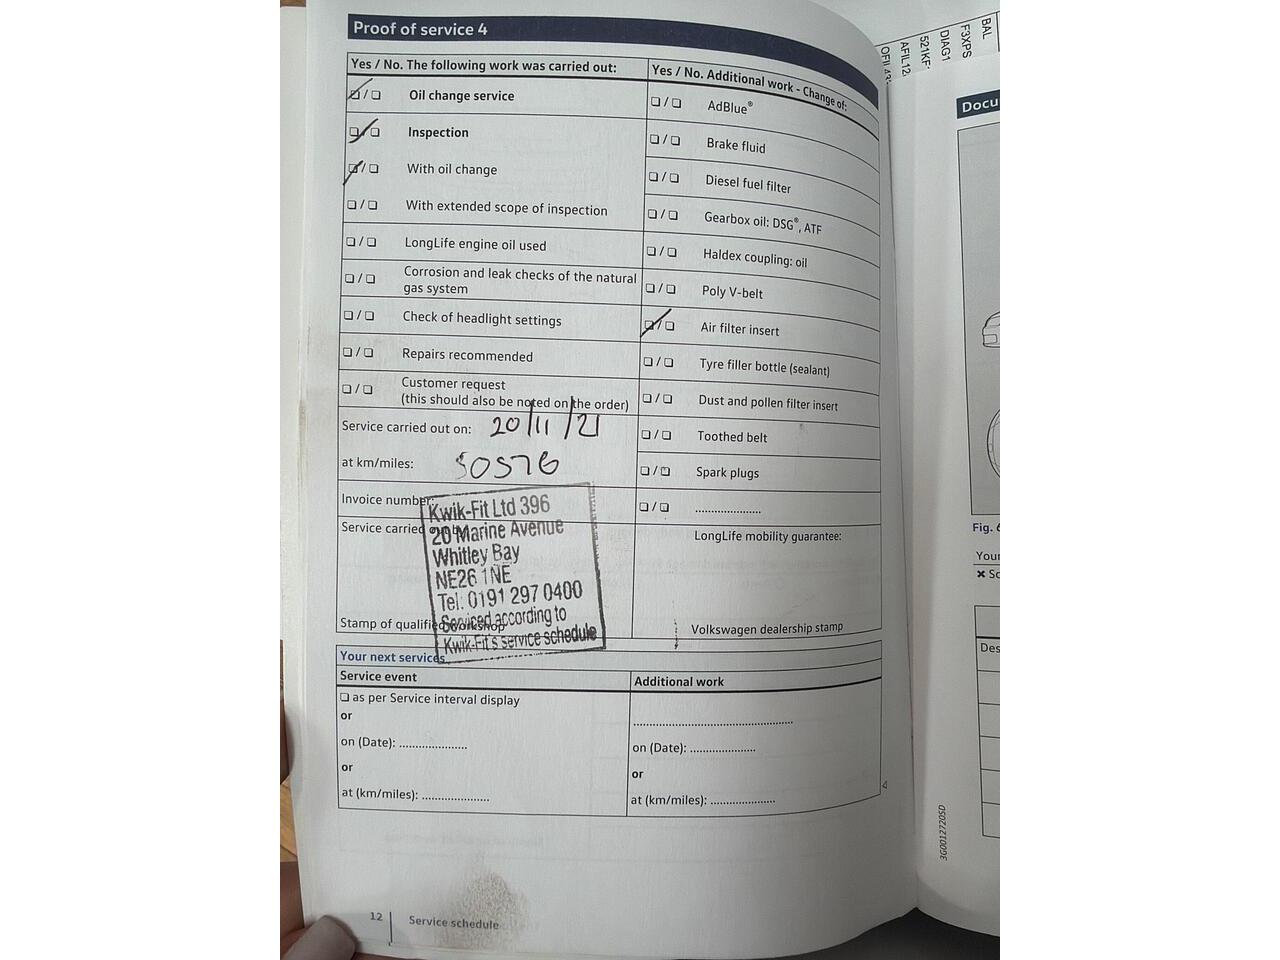 Proof of service 4
Yes / No. The following work was carried out:
❑ / ❑ Oil change service
❑ / ❑ Inspection
❑ / ❑ With oil change
❑ / ❑ With extended scope of inspection
❑ / ❑ LongLife engine oil used
❑ / ❑ Corrosion and leak checks of the natural
gas system
❑ / ❑ Check of headlight settings
❑ / ❑ Repairs recommended
❑ / ❑ Customer request
(this should also be noted on the order)
Service carried out on: 20/11/21
at km/miles: 50576
Invoice number:
Service carried
Kwik-Fit Ltd 396
20 Marine Avenue
Whitley Bay
NE26 1NE
Tel: 0191 297 0400
Serviced according to
Kwik-Fit's service schedule
Stamp of qualified workshop
Yes / No. Additional work - Change of:
❑ / ❑ AdBlue®
❑ / ❑ Brake fluid
❑ / ❑ Diesel fuel filter
❑ / ❑ Gearbox oil: DSG®, ATF
❑ / ❑ Haldex coupling: oil
❑ / ❑ Poly V-belt
❑ / ❑ Air filter insert
❑ / ❑ Tyre filler bottle (sealant)
❑ / ❑ Dust and pollen filter insert
❑ / ❑ Toothed belt
❑ / ❑ Spark plugs
❑ / ❑ .....................
LongLife mobility guarantee:
Volkswagen dealership stamp
Your next services
Service event
❑ as per Service interval display
or
on (Date): .....................
or
at (km/miles): .....................
Additional work
..................................................
on (Date): .....................
or
at (km/miles): .....................
12 Service schedule
BAL
F3XPS
DIAG1
521KF
AFIL12
Docu
Fig. 6
Your
Des
3G0012720SD